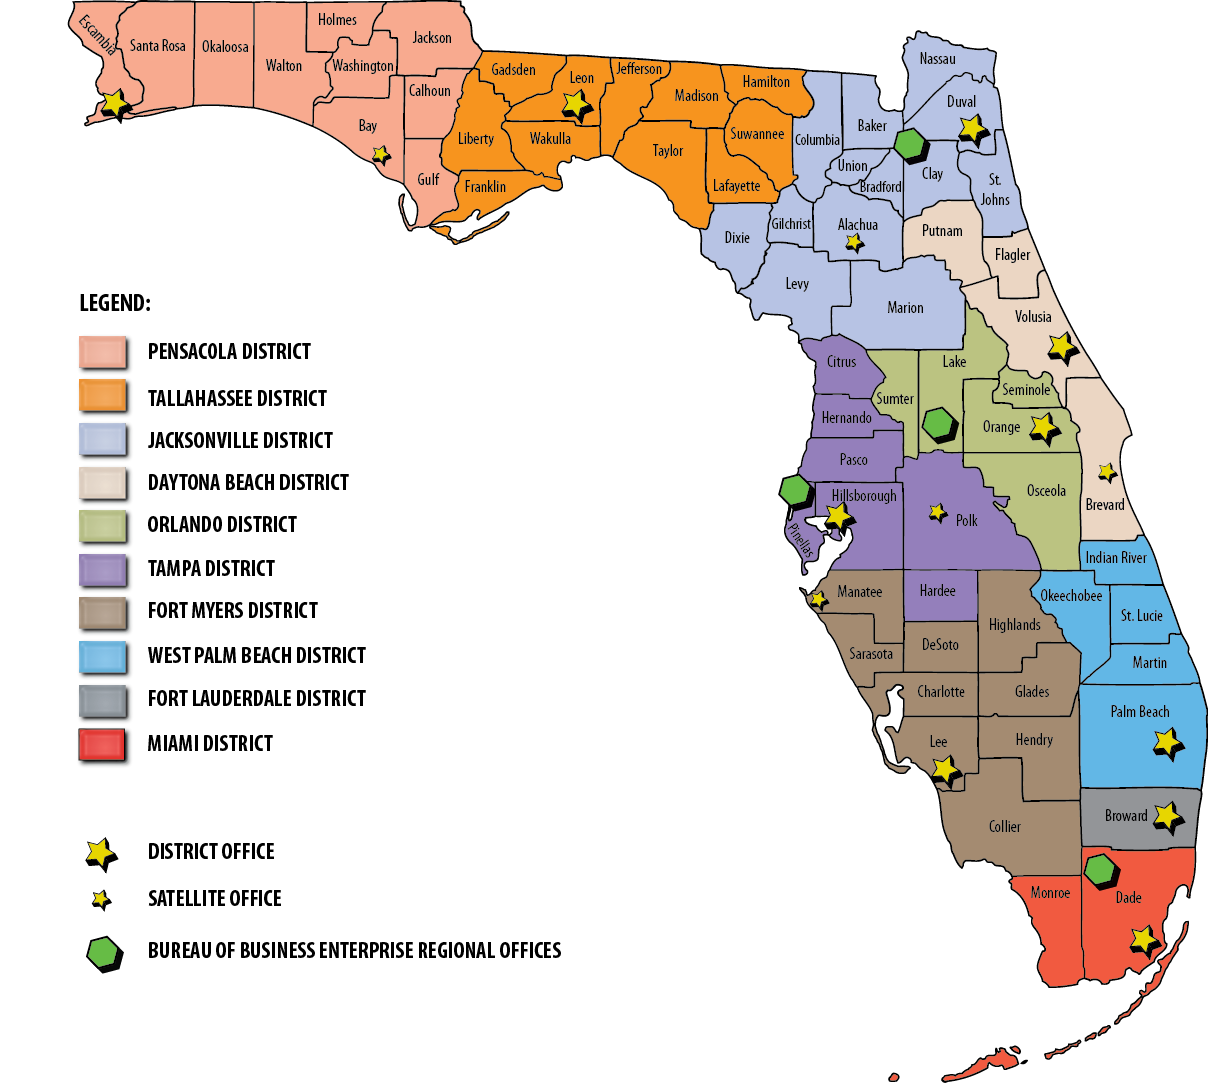 Escambia
Santa Rosa
Okaloosa
Walton
Holmes
Washington
Jackson
Calhoun
Bay
Gulf
Gadsden
Leon
Jefferson
Madison
Hamilton
Liberty
Wakulla
Franklin
Taylor
Suwannee
Lafayette
Columbia
Baker
Nassau
Duval
Union
Bradford
Clay
St.
Johns
Dixie
Gilchrist
Alachua
Putnam
Flagler
Levy
Marion
Volusia
Citrus
Sumter
Lake
Seminole
Hernando
Orange
Pasco
Hillsborough
Pinellas
Polk
Osceola
Brevard
Indian River
Manatee
Hardee
Okeechobee
Highlands
St. Lucie
Sarasota
DeSoto
Martin
Charlotte
Glades
Palm Beach
Lee
Hendry
Collier
Broward
Monroe
Dade
LEGEND:
PENSACOLA DISTRICT
TALLAHASSEE DISTRICT
JACKSONVILLE DISTRICT
DAYTONA BEACH DISTRICT
ORLANDO DISTRICT
TAMPA DISTRICT
FORT MYERS DISTRICT
WEST PALM BEACH DISTRICT
FORT LAUDERDALE DISTRICT
MIAMI DISTRICT
DISTRICT OFFICE
SATELLITE OFFICE
BUREAU OF BUSINESS ENTERPRISE REGIONAL OFFICES